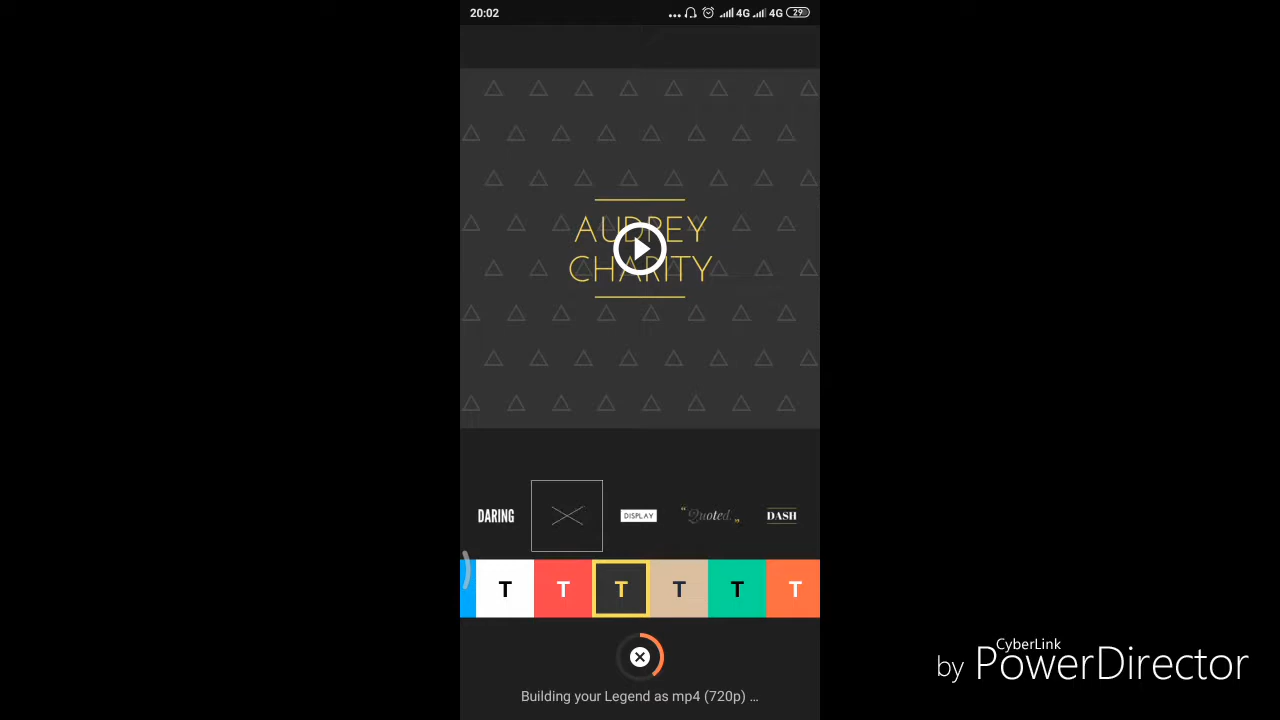 20:02
4G 4G 29
AUDREY
CHARITY
DARING
DISPLAY
“Quoted„
DASH
T T T T T T
Building your Legend as mp4 (720p) ...
CyberLink
by PowerDirector